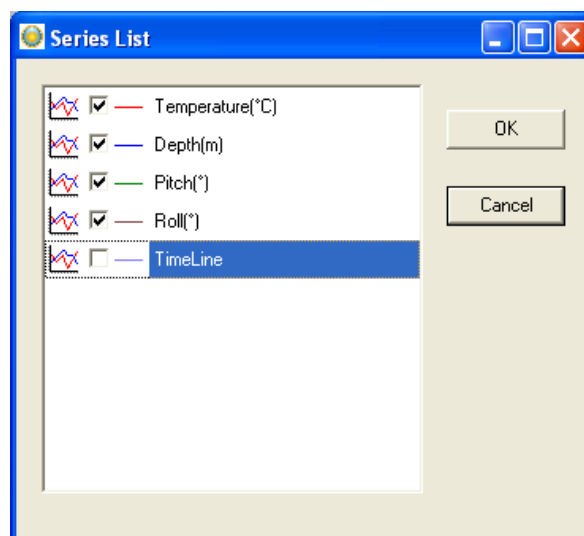 Series List
Temperature(°C)
Depth(m)
Pitch(°)
Roll(°)
TimeLine
OK
Cancel